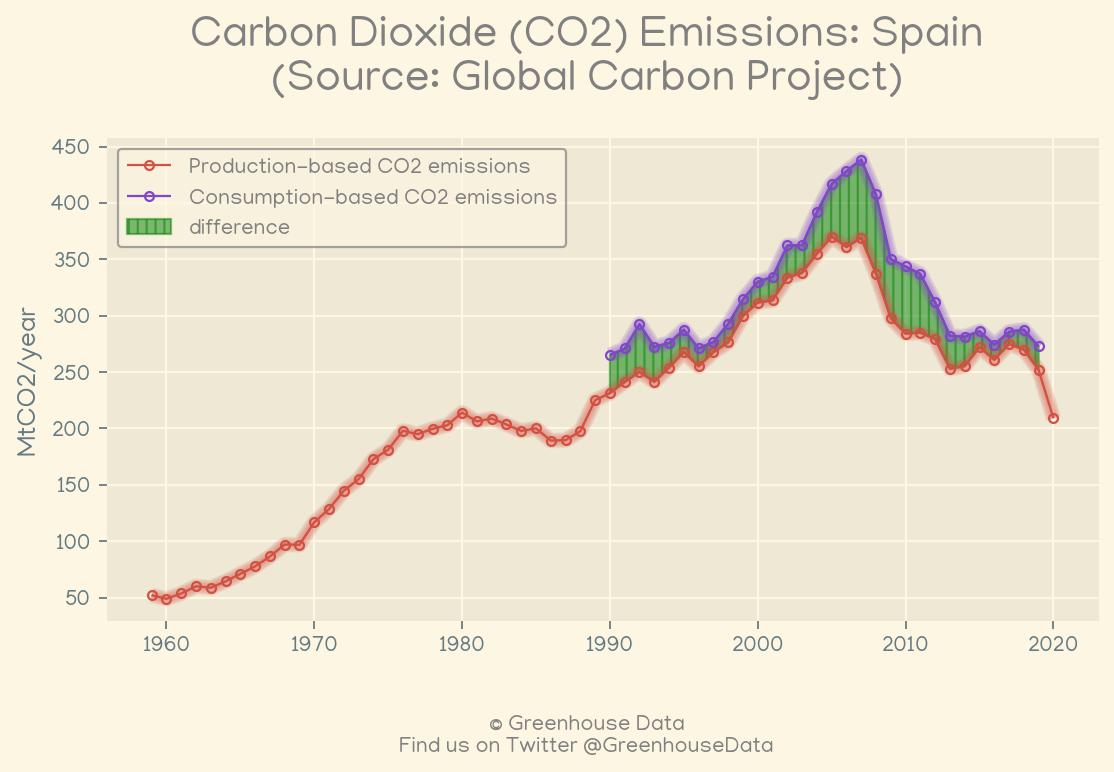 Carbon Dioxide (CO2) Emissions: Spain
(Source: Global Carbon Project)
Production-based CO2 emissions
Consumption-based CO2 emissions
difference
MtCO2/year
450
400
350
300
250
200
150
100
50
1960 1970 1980 1990 2000 2010 2020
© Greenhouse Data
Find us on Twitter @GreenhouseData